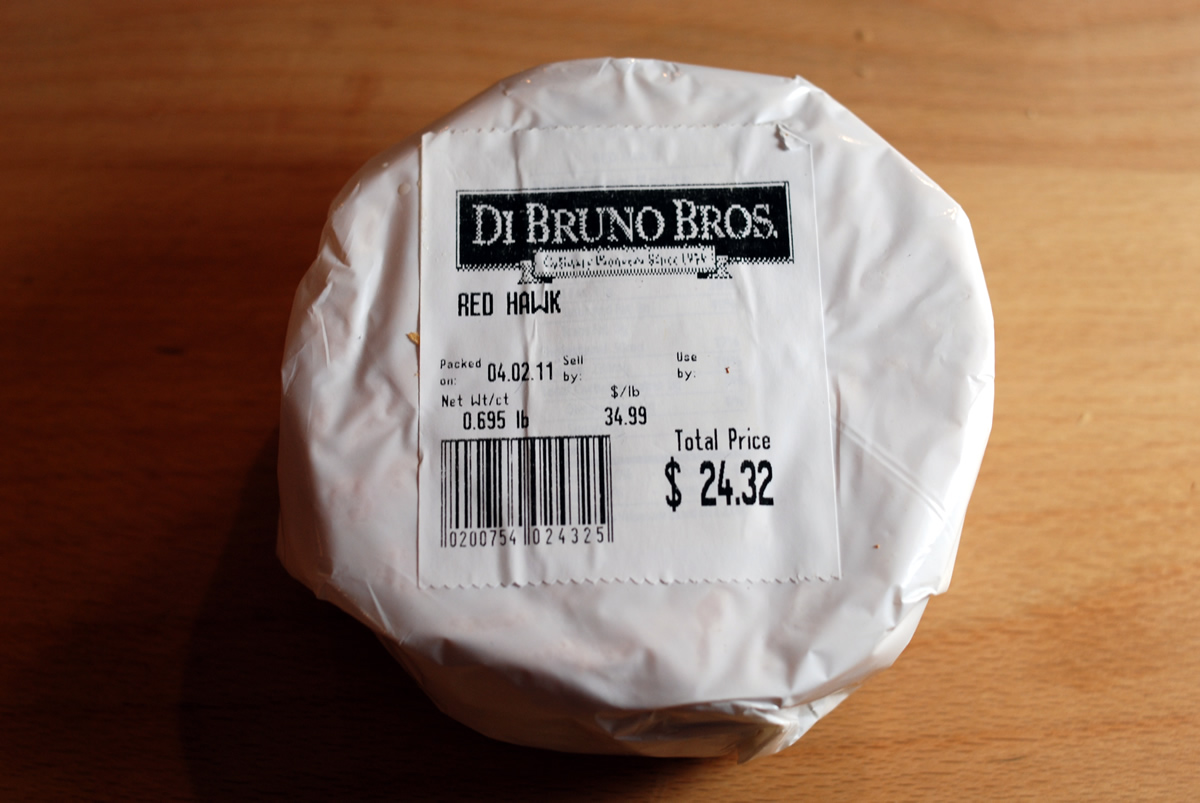 DI BRUNO BROS.
Since
RED HAWK
Packed on: 04.02.11 Sell by: Use by:
Net Wt/ct $/lb
0.695 lb 34.99
Total Price
$ 24.32
0200754 024325